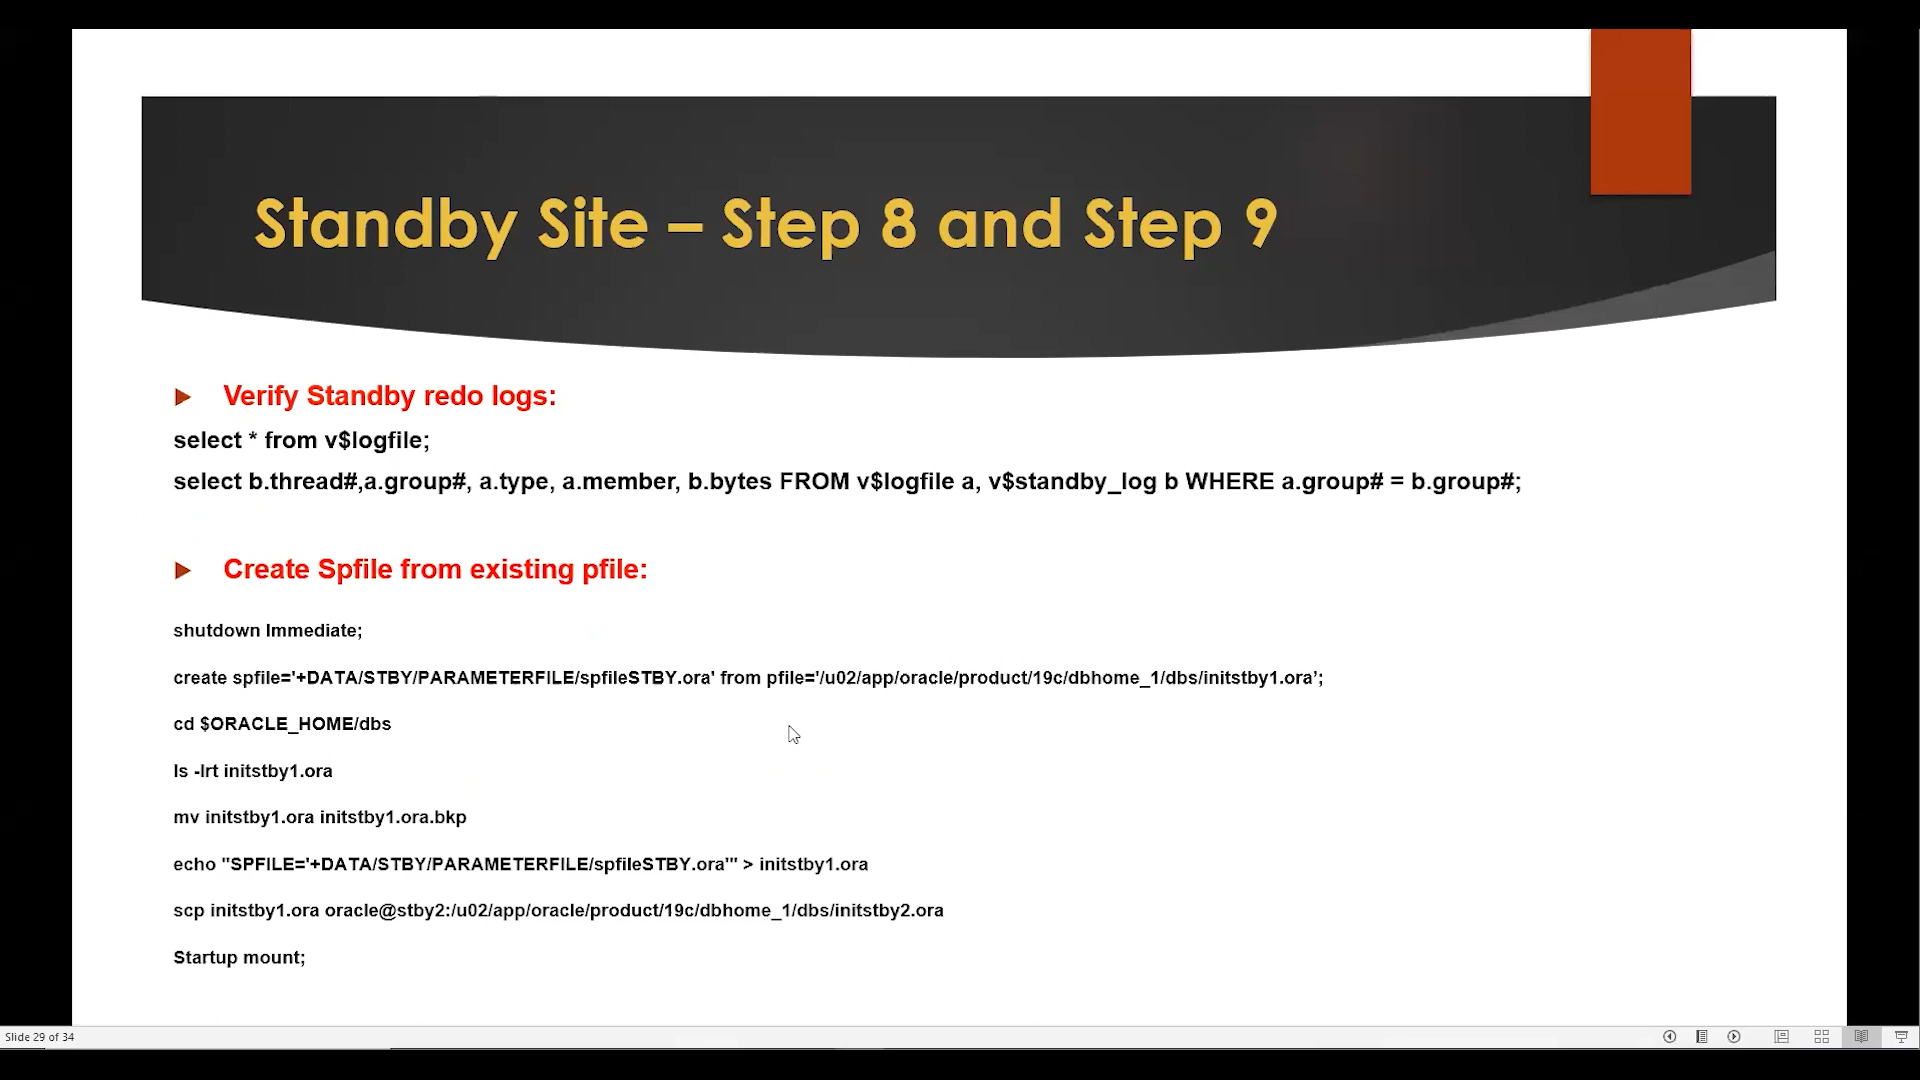 Standby Site – Step 8 and Step 9
Verify Standby redo logs:
select * from v$logfile;
select b.thread#,a.group#, a.type, a.member, b.bytes FROM v$logfile a, v$standby_log b WHERE a.group# = b.group#;
Create Spfile from existing pfile:
shutdown Immediate;
create spfile='+DATA/STBY/PARAMETERFILE/spfileSTBY.ora' from pfile='/u02/app/oracle/product/19c/dbhome_1/dbs/initstby1.ora’;
cd $ORACLE_HOME/dbs
ls -lrt initstby1.ora
mv initstby1.ora initstby1.ora.bkp
echo "SPFILE='+DATA/STBY/PARAMETERFILE/spfileSTBY.ora'" > initstby1.ora
scp initstby1.ora oracle@stby2:/u02/app/oracle/product/19c/dbhome_1/dbs/initstby2.ora
Startup mount;
Slide 29 of 34